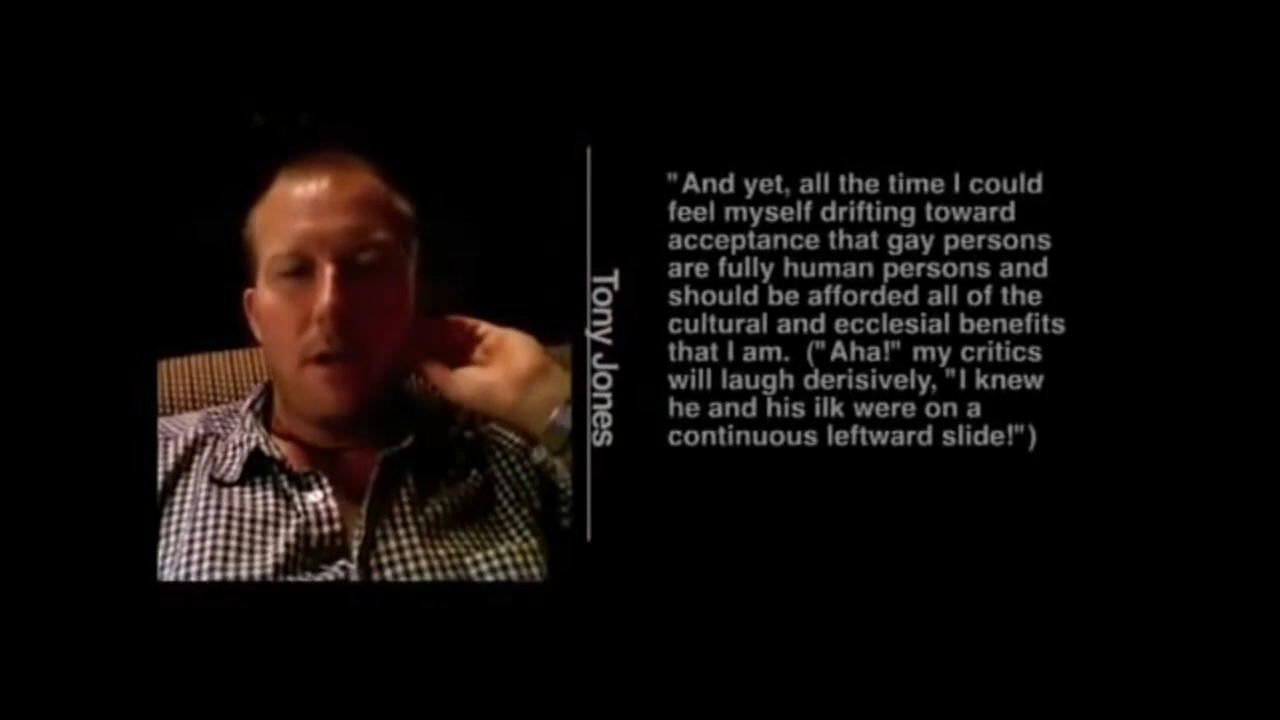 Tony Jones
"And yet, all the time I could
feel myself drifting toward
acceptance that gay persons
are fully human persons and
should be afforded all of the
cultural and ecclesial benefits
that I am.  ("Aha!" my critics
will laugh derisively, "I knew
he and his ilk were on a
continuous leftward slide!")